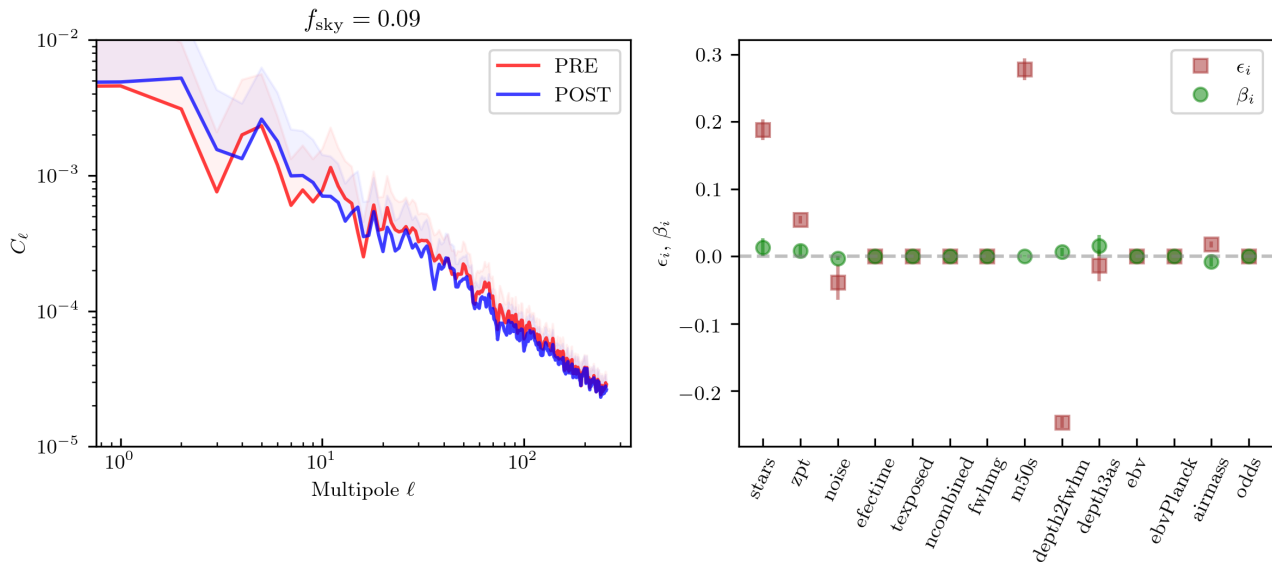 f_sky = 0.09
10^−2
10^−3
10^−4
10^−5
C_ℓ
PRE
POST
10^0
10^1
10^2
Multipole ℓ
0.3
0.2
0.1
0.0
−0.1
−0.2
ϵ_i, β_i
ϵ_i
β_i
stars
zpt
noise
efectime
texposed
ncombined
fwhmg
m50s
depth2fwhm
depth3as
ebv
ebvPlanck
airmass
odds